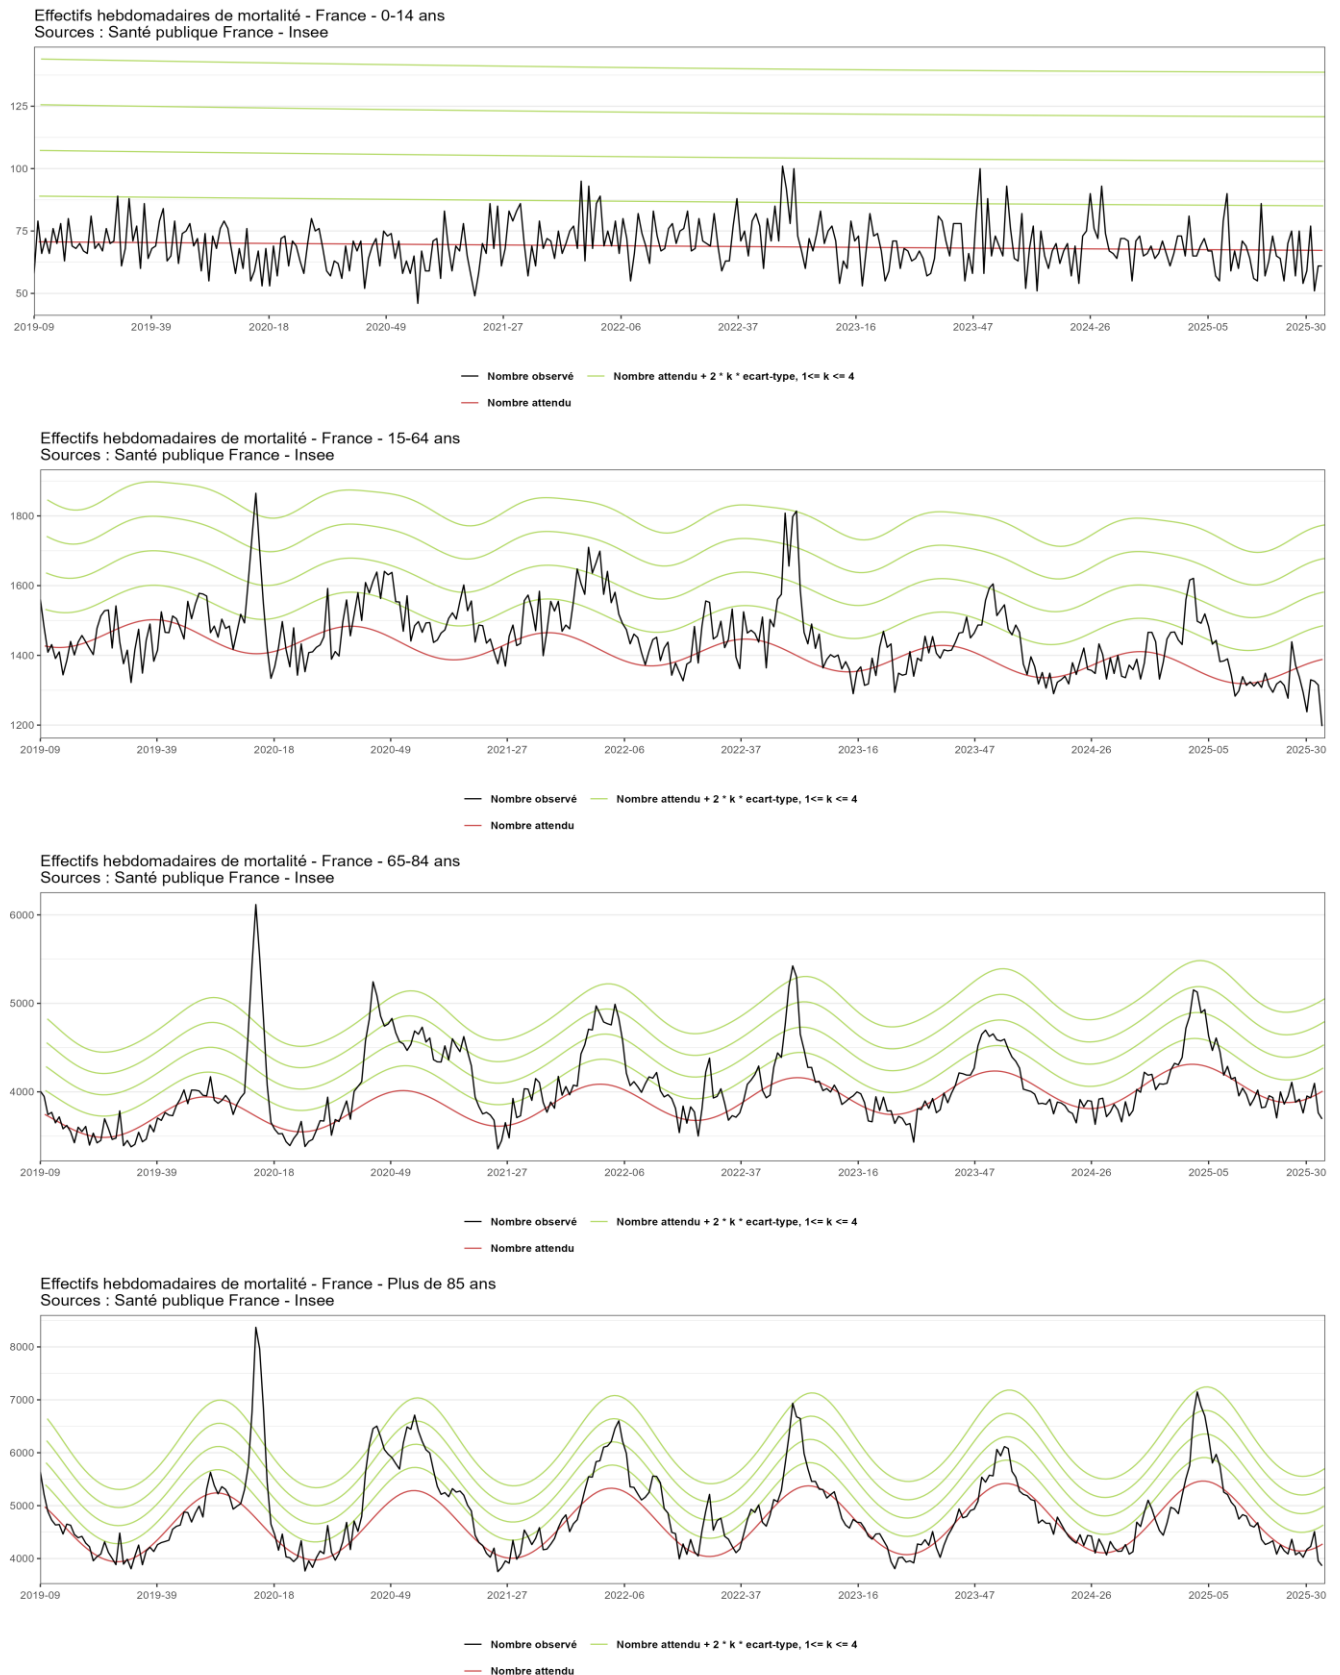 Effectifs hebdomadaires de mortalité - France - 0-14 ans
Sources : Santé publique France - Insee
125
100
75
50
2019-09 2019-39 2020-18 2020-49 2021-27 2022-06 2022-37 2023-16 2023-47 2024-26 2025-05 2025-30
Nombre observé Nombre attendu + 2 * k * ecart-type, 1<= k <= 4
Nombre attendu
Effectifs hebdomadaires de mortalité - France - 15-64 ans
Sources : Santé publique France - Insee
1800
1600
1400
1200
2019-09 2019-39 2020-18 2020-49 2021-27 2022-06 2022-37 2023-16 2023-47 2024-26 2025-05 2025-30
Nombre observé Nombre attendu + 2 * k * ecart-type, 1<= k <= 4
Nombre attendu
Effectifs hebdomadaires de mortalité - France - 65-84 ans
Sources : Santé publique France - Insee
6000
5000
4000
2019-09 2019-39 2020-18 2020-49 2021-27 2022-06 2022-37 2023-16 2023-47 2024-26 2025-05 2025-30
Nombre observé Nombre attendu + 2 * k * ecart-type, 1<= k <= 4
Nombre attendu
Effectifs hebdomadaires de mortalité - France - Plus de 85 ans
Sources : Santé publique France - Insee
8000
7000
6000
5000
4000
2019-09 2019-39 2020-18 2020-49 2021-27 2022-06 2022-37 2023-16 2023-47 2024-26 2025-05 2025-30
Nombre observé Nombre attendu + 2 * k * ecart-type, 1<= k <= 4
Nombre attendu